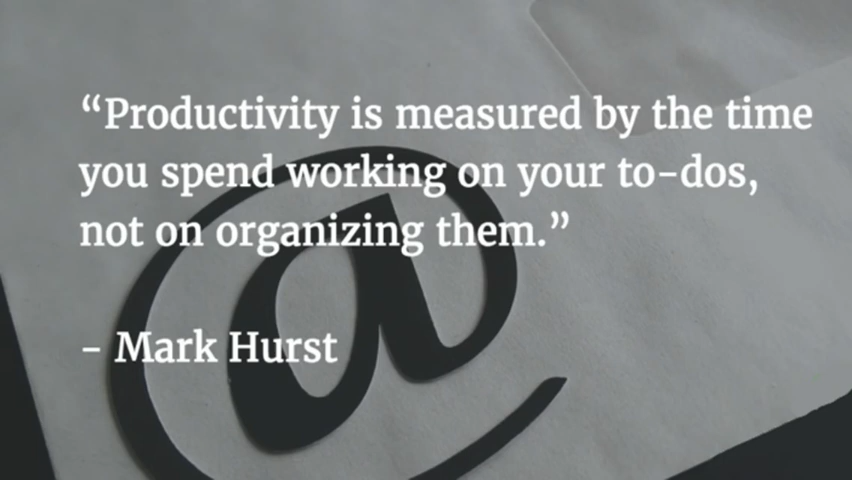 “Productivity is measured by the time
you spend working on your to-dos,
not on organizing them.”
- Mark Hurst